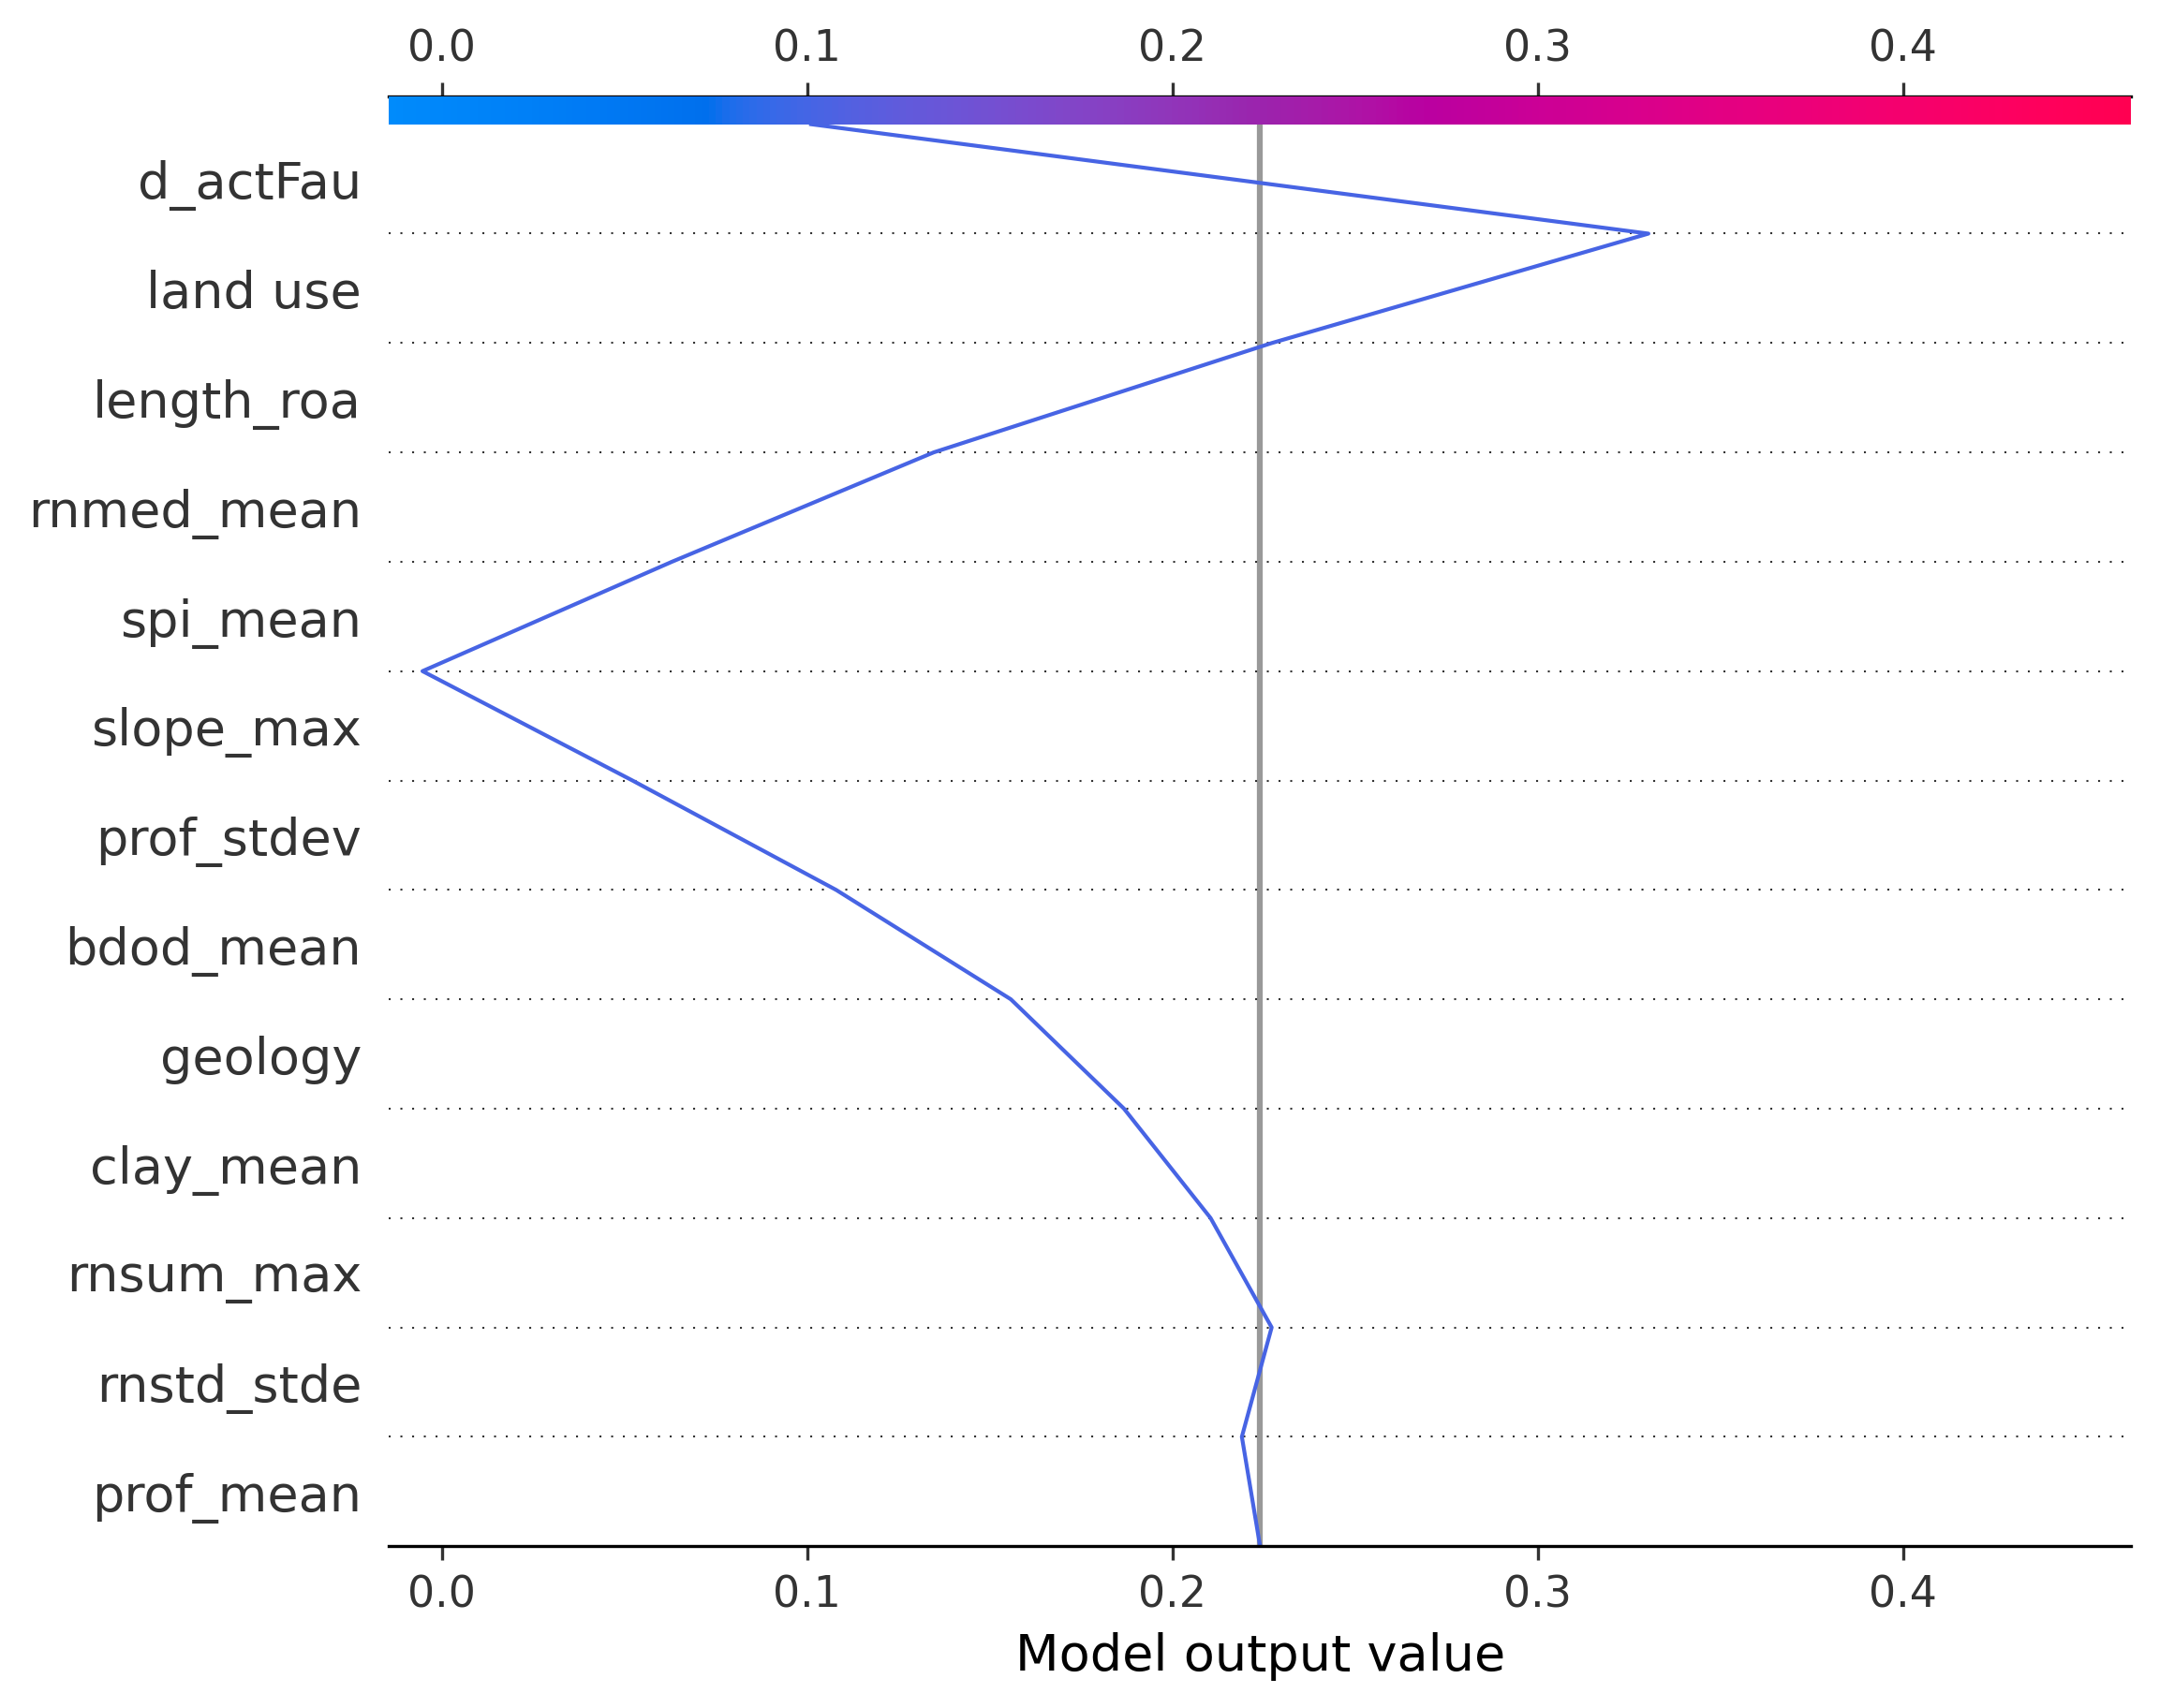 0.0 0.1 0.2 0.3 0.4
d_actFau
land use
length_roa
rnmed_mean
spi_mean
slope_max
prof_stdev
bdod_mean
geology
clay_mean
rnsum_max
rnstd_stde
prof_mean
0.0 0.1 0.2 0.3 0.4
Model output value